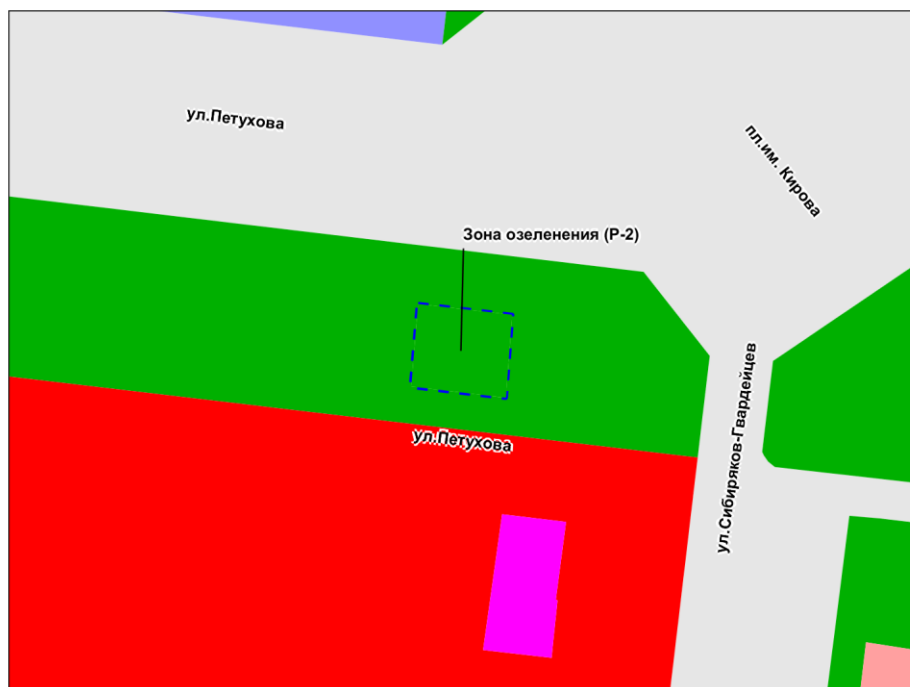 ул.Петухова
пл.им. Кирова
Зона озеленения (Р-2)
ул.Петухова
ул.Сибиряков-Гвардейцев